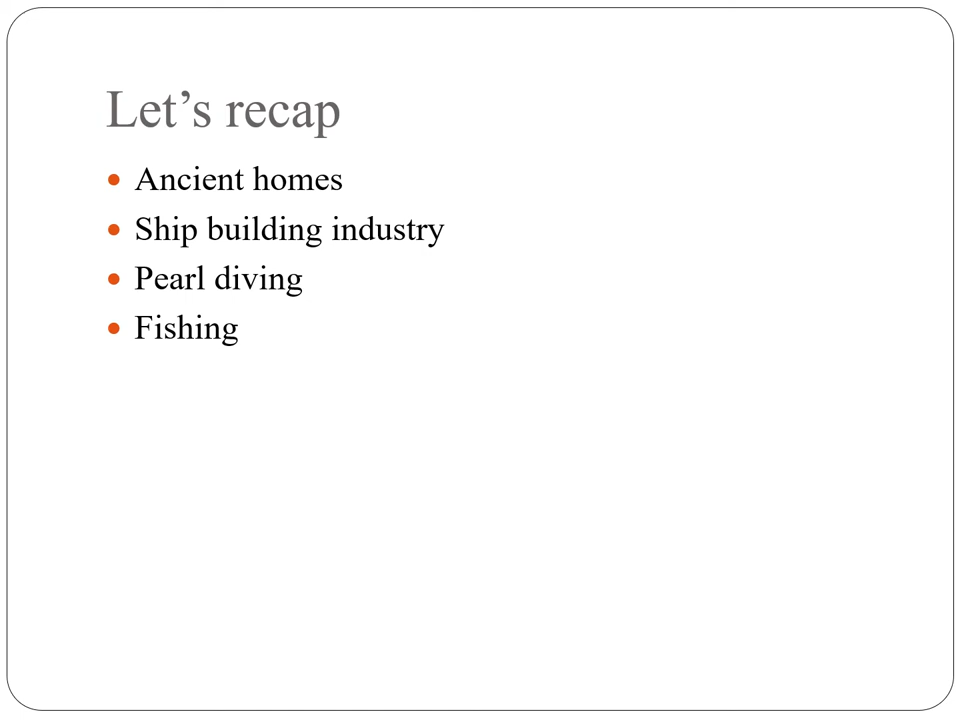 Let’s recap
Ancient homes
Ship building industry
Pearl diving
Fishing